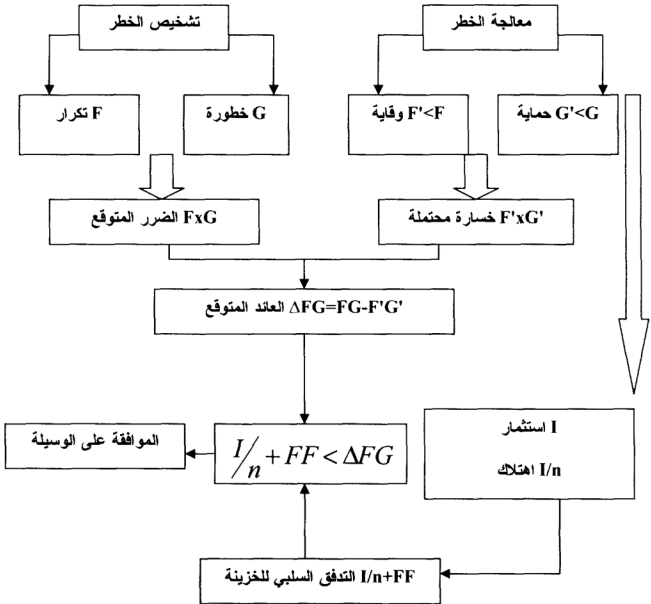 معالجة الخطر
تشخيص الخطر
G'<G حماية
F'<F وقاية
G خطورة
F تكرار
F'xG' خسارة محتملة
FxG الضرر المتوقع
ΔFG=FG-F'G' العائد المتوقع
I استثمار
I/n اهتلاك
I/n + FF < ΔFG
الموافقة على الوسيلة
I/n+FF التدفق السلبي للخزينة